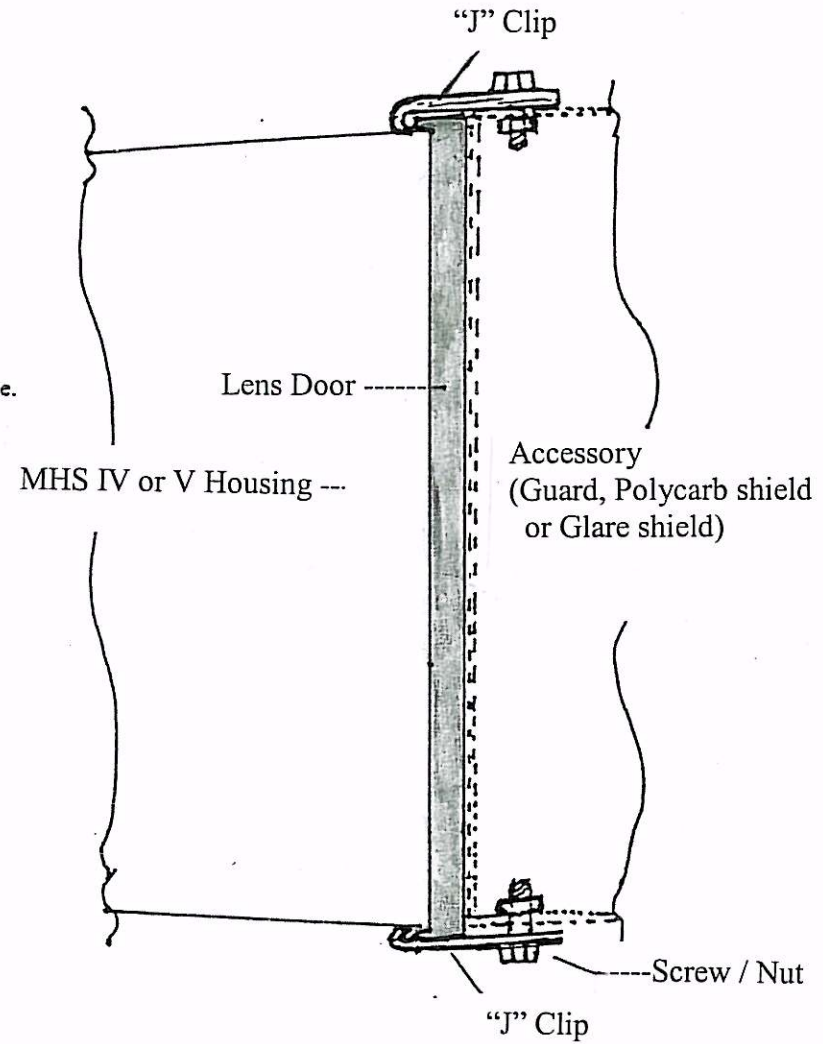 “J” Clip
e.
Lens Door
MHS IV or V Housing
Accessory
(Guard, Polycarb shield
or Glare shield)
Screw / Nut
“J” Clip